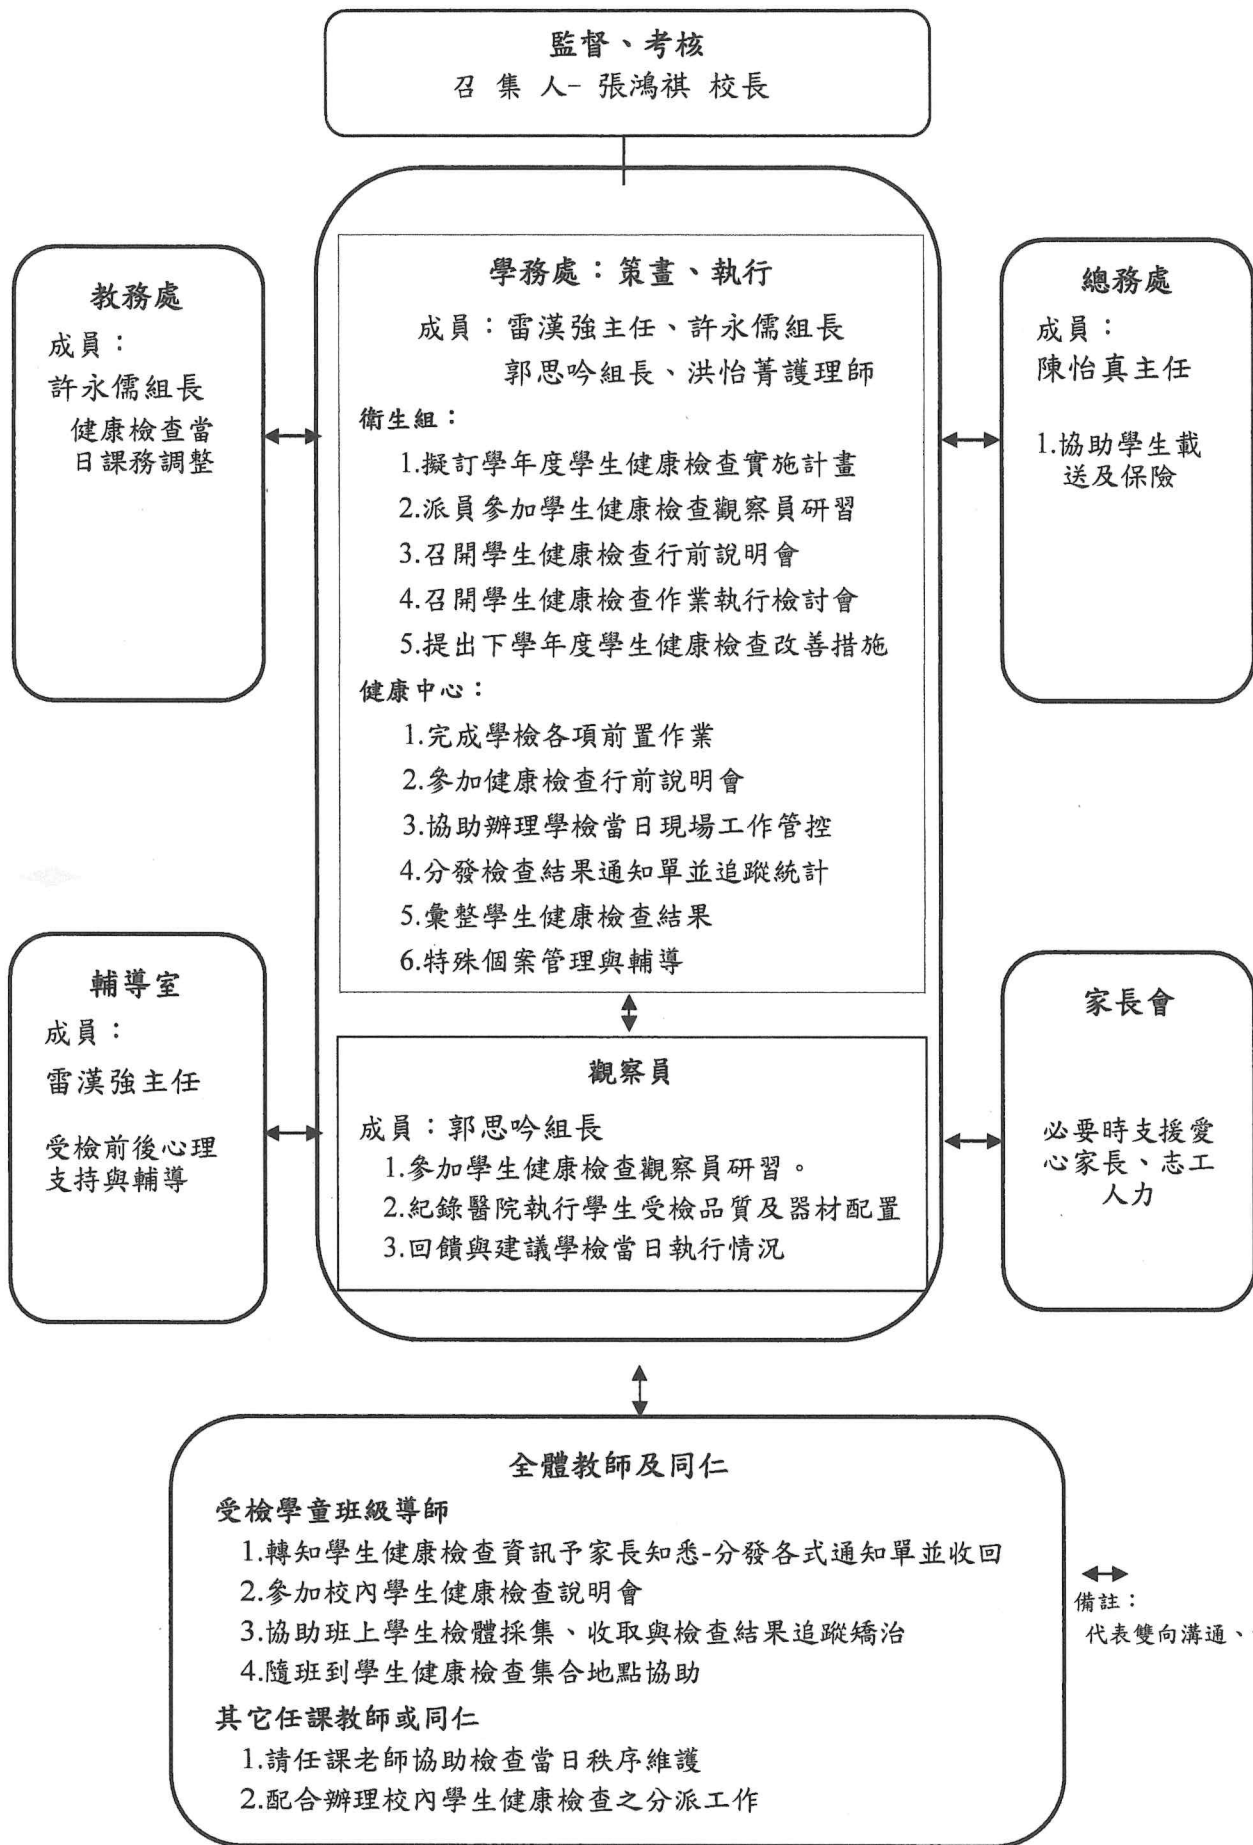 監督、考核
召 集 人- 張鴻祺 校長
教務處
成員：
許永儒組長
健康檢查當
日課務調整
學務處：策畫、執行
成員：雷漢強主任、許永儒組長
郭思吟組長、洪怡菁護理師
衛生組：
1.擬訂學年度學生健康檢查實施計畫
2.派員參加學生健康檢查觀察員研習
3.召開學生健康檢查行前說明會
4.召開學生健康檢查作業執行檢討會
5.提出下學年度學生健康檢查改善措施
健康中心：
1.完成學檢各項前置作業
2.參加健康檢查行前說明會
3.協助辦理學檢當日現場工作管控
4.分發檢查結果通知單並追蹤統計
5.彙整學生健康檢查結果
6.特殊個案管理與輔導
總務處
成員：
陳怡真主任
1.協助學生載
送及保險
輔導室
成員：
雷漢強主任
受檢前後心理
支持與輔導
觀察員
成員：郭思吟組長
1.參加學生健康檢查觀察員研習。
2.紀錄醫院執行學生受檢品質及器材配置
3.回饋與建議學檢當日執行情況
家長會
必要時支援愛
心家長、志工
人力
全體教師及同仁
受檢學童班級導師
1.轉知學生健康檢查資訊予家長知悉-分發各式通知單並收回
2.參加校內學生健康檢查說明會
3.協助班上學生檢體採集、收取與檢查結果追蹤矯治
4.隨班到學生健康檢查集合地點協助
其它任課教師或同仁
1.請任課老師協助檢查當日秩序維護
2.配合辦理校內學生健康檢查之分派工作
備註：
代表雙向溝通、